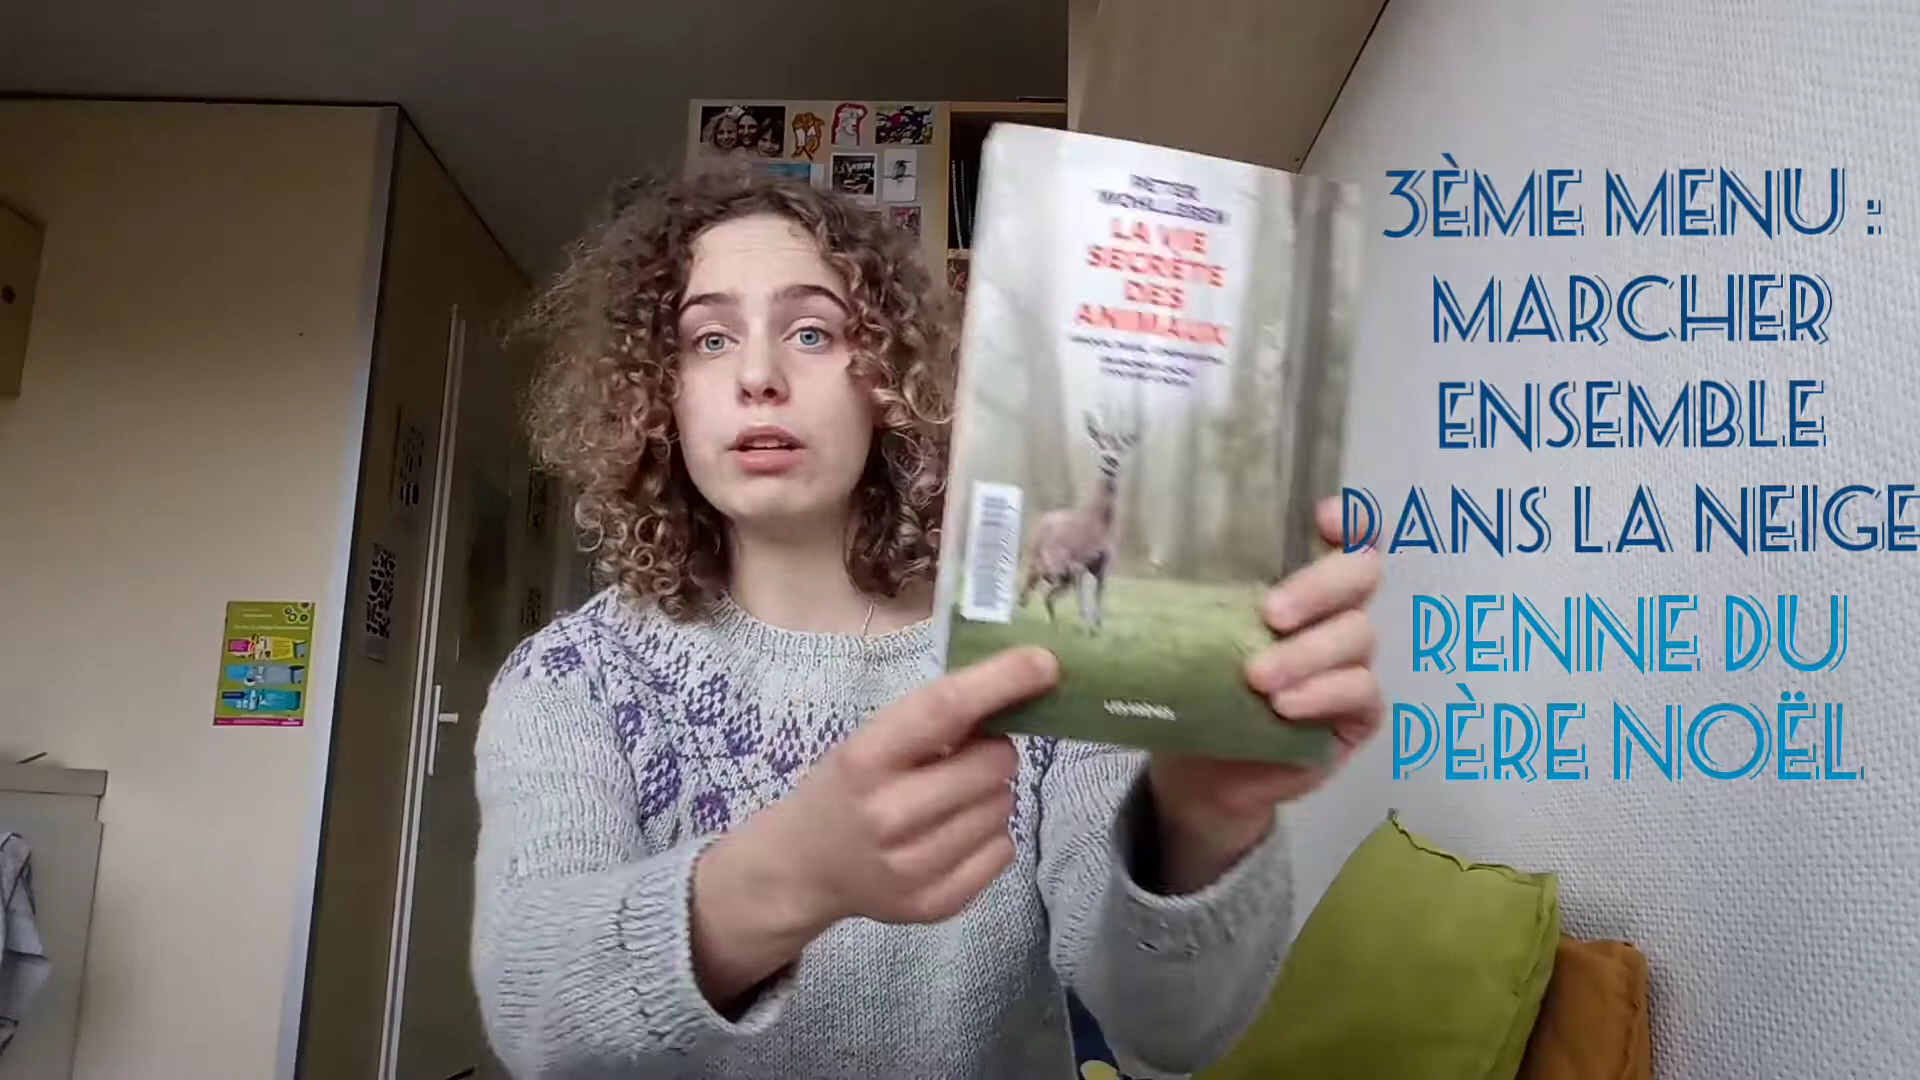 PETER
WOHLLEBEN
LA VIE
SECRÈTE
DES
ANIMAUX
3ÈME MENU :
MARCHER
ENSEMBLE
DANS LA NEIGE
RENNE DU
PÈRE NOËL